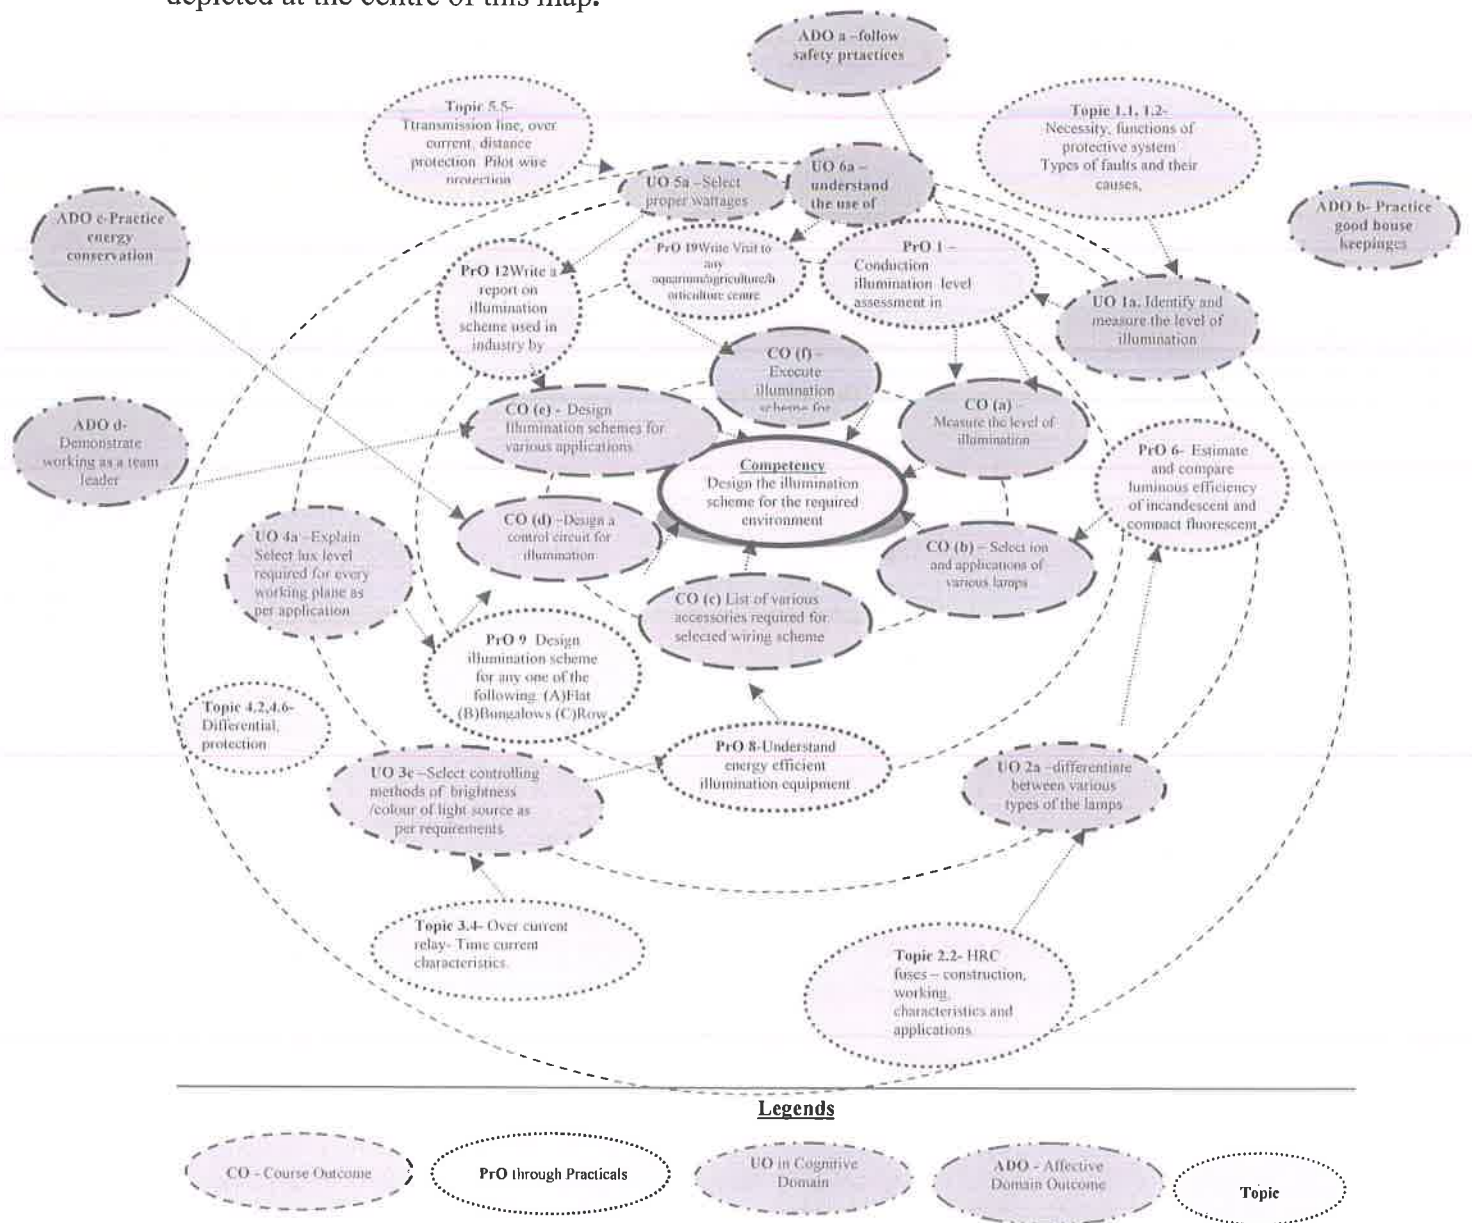 depicted at the centre of this map.
ADO a –follow
safety prtactices
Topic 5.5-
Ttransmission line, over
current, distance
protection. Pilot wire
protection
Topic 1.1, 1.2-
Necessity, functions of
protective system
Types of faults and their
causes,
UO 5a –Select
proper wattages
UO 6a –
understand
the use of
ADO c-Practice
energy
conservation
ADO b- Practice
good house
keepinges
PrO 12Write a
report on
illumination
scheme used in
industry by
PrO 19Write Visit to
any
aquarium/agriculture/h
orticulture centre
PrO 1 –
Conduction
illumination level
assessment in
UO 1a. Identify and
measure the level of
illumination
CO (f) –
Execute
illumination
scheme for
CO (e) - Design
Illumination schemes for
various applications
CO (a) –
Measure the level of
illumination
ADO d-
Demonstrate
working as a team
leader
PrO 6- Estimate
and compare
luminous efficiency
of incandescent and
compact fluorescent
Competency
Design the illumination
scheme for the required
environment
UO 4a –Explain
Select lux level
required for every
working plane as
per application
CO (d) –Design a
control circuit for
illumination
CO (b) – Select ion
and applications of
various lamps
CO (c) List of various
accessories required for
selected wiring scheme
PrO 9 Design
illumination scheme
for any one of the
following. (A)Flat
(B)Bungalows (C)Row
Topic 4.2,4.6-
Differential,
protection
PrO 8-Understand
energy efficient
illumination equipment
UO 3c –Select controlling
methods of brightness
/colour of light source as
per requirements
UO 2a –differentiate
between various
types of the lamps
Topic 3.4- Over current
relay- Time current
characteristics.
Topic 2.2- HRC
fuses – construction,
working,
characteristics and
applications.
Legends
CO - Course Outcome
PrO through Practicals
UO in Cognitive
Domain
ADO - Affective
Domain Outcome
Topic